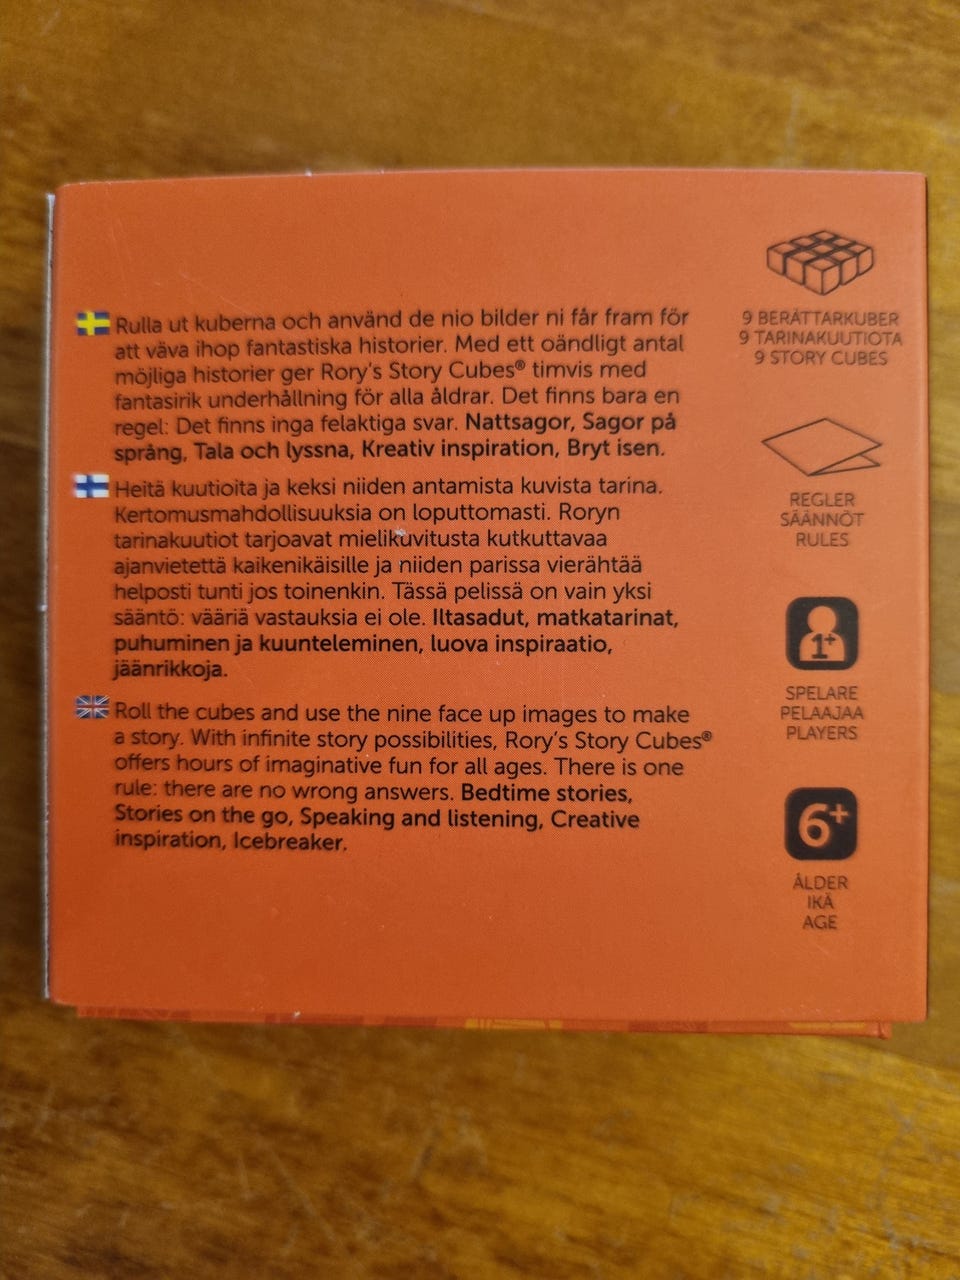 Rulla ut kuberna och använd de nio bilder ni får fram för
att väva ihop fantastiska historier. Med ett oändligt antal
möjliga historier ger Rory's Story Cubes® timvis med
fantasirik underhållning för alla åldrar. Det finns bara en
regel: Det finns inga felaktiga svar. Nattsagor, Sagor på
språng, Tala och lyssna, Kreativ inspiration, Bryt isen.
Heitä kuutioita ja keksi niiden antamista kuvista tarina.
Kertomusmahdollisuuksia on loputtomasti. Roryn
tarinakuutiot tarjoavat mielikuvitusta kutkuttavaa
ajanvietettä kaikenikäisille ja niiden parissa vierähtää
helposti tunti jos toinenkin. Tässä pelissä on vain yksi
sääntö: vääriä vastauksia ei ole. Iltasadut, matkatarinat,
puhuminen ja kuunteleminen, luova inspiraatio,
jäänrikkoja.
Roll the cubes and use the nine face up images to make
a story. With infinite story possibilities, Rory's Story Cubes®
offers hours of imaginative fun for all ages. There is one
rule: there are no wrong answers. Bedtime stories,
Stories on the go, Speaking and listening, Creative
inspiration, Icebreaker.
9 BERÄTTARKUBER
9 TARINAKUUTIOTA
9 STORY CUBES
REGLER
SÄÄNNÖT
RULES
1+
SPELARE
PELAAJAA
PLAYERS
6+
ÅLDER
IKÄ
AGE